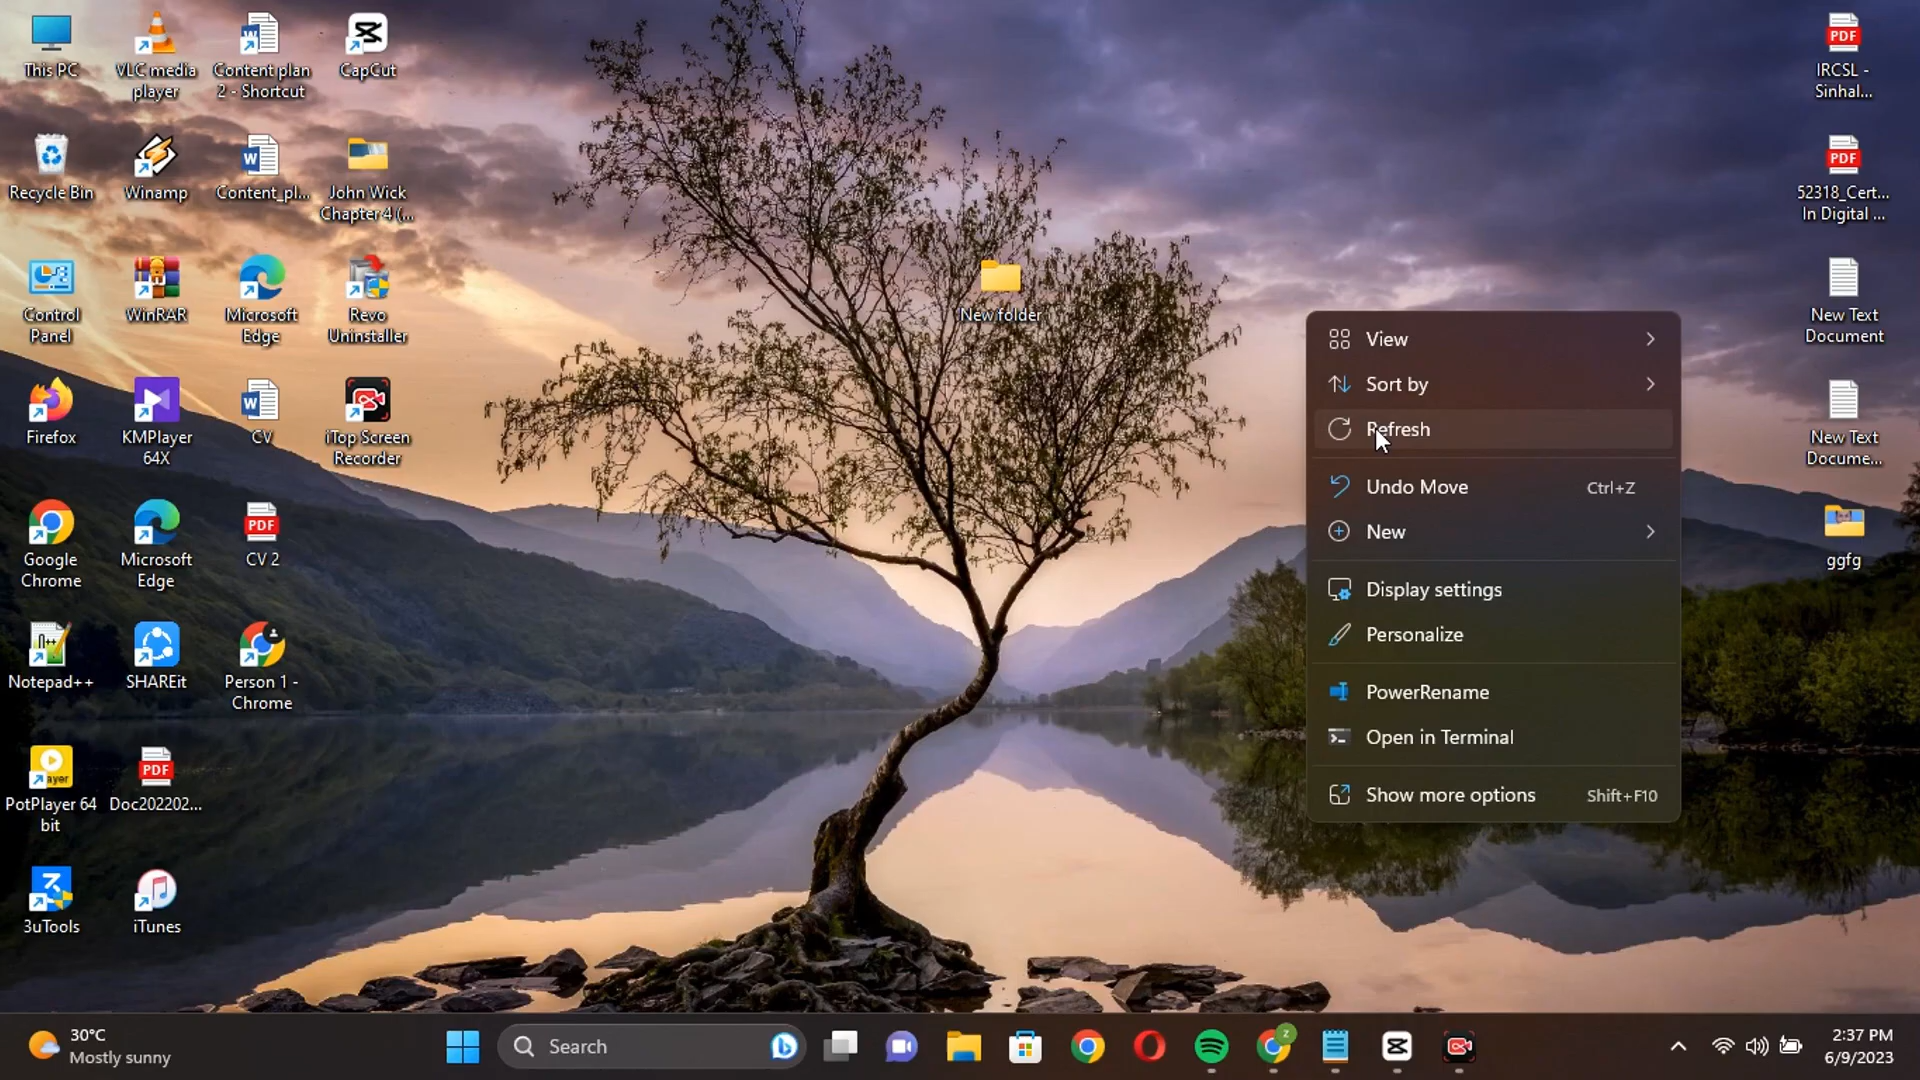 This PC
VLC media
player
Content plan
2 - Shortcut
CapCut
Recycle Bin
Winamp
Content_pl...
John Wick
Chapter 4 (...
Control
Panel
WinRAR
Microsoft
Edge
Revo
Uninstaller
Firefox
KMPlayer
64X
CV
iTop Screen
Recorder
Google
Chrome
Microsoft
Edge
PDF
CV 2
Notepad++
SHAREit
Person 1 -
Chrome
PotPlayer 64
bit
PDF
Doc202202...
3uTools
iTunes
New folder
View
Sort by
Refresh
Undo Move Ctrl+Z
New
Display settings
Personalize
PowerRename
Open in Terminal
Show more options Shift+F10
PDF
IRCSL -
Sinhal...
PDF
52318_Cert...
In Digital ...
New Text
Document
New Text
Docume...
ggfg
30°C
Mostly sunny
Search
2:37 PM
6/9/2023